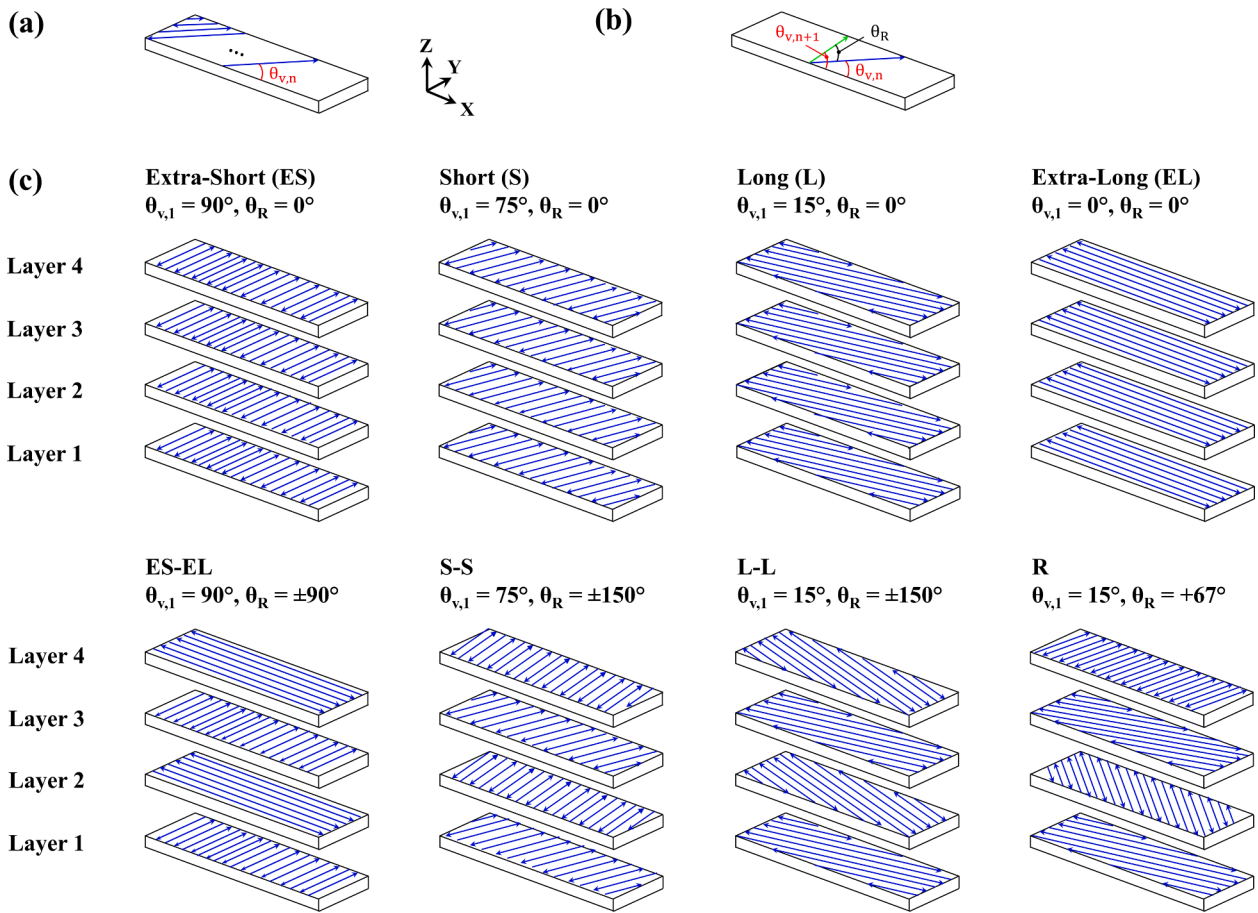 (a)
...
θv,n
Z
Y
X
(b)
θv,n+1
θR
θv,n
(c)
Extra-Short (ES)
θv,1 = 90°, θR = 0°
Short (S)
θv,1 = 75°, θR = 0°
Long (L)
θv,1 = 15°, θR = 0°
Extra-Long (EL)
θv,1 = 0°, θR = 0°
Layer 4
Layer 3
Layer 2
Layer 1
ES-EL
θv,1 = 90°, θR = ±90°
S-S
θv,1 = 75°, θR = ±150°
L-L
θv,1 = 15°, θR = ±150°
R
θv,1 = 15°, θR = +67°
Layer 4
Layer 3
Layer 2
Layer 1